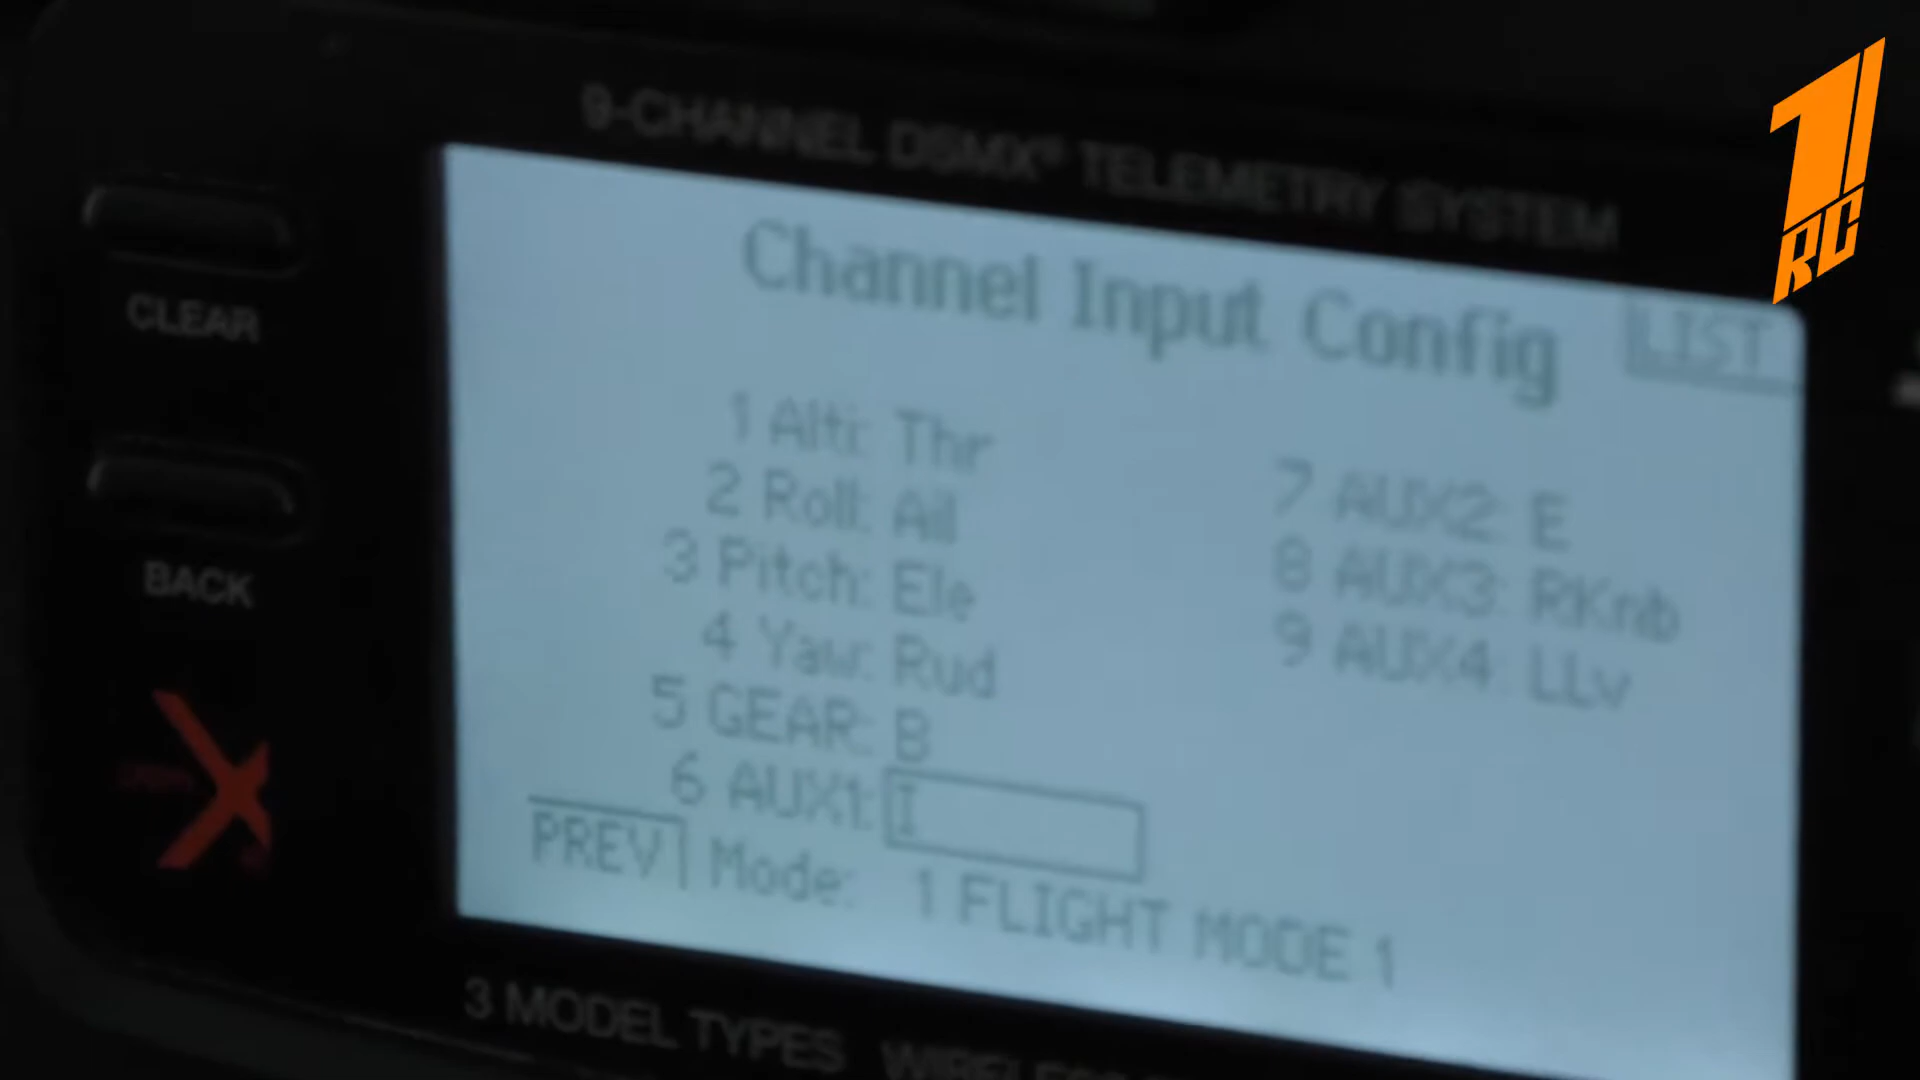 9-CHANNEL DSMX® TELEMETRY SYSTEM
Channel Input Config
LIST
1 Alti: Thr
2 Roll: Ail
3 Pitch: Ele
4 Yaw: Rud
5 GEAR: B
6 AUX1: I
7 AUX2: E
8 AUX3: RKnb
9 AUX4: LLv
PREV
Mode: 1 FLIGHT MODE 1
CLEAR
BACK
3 MODEL TYPES
1RC